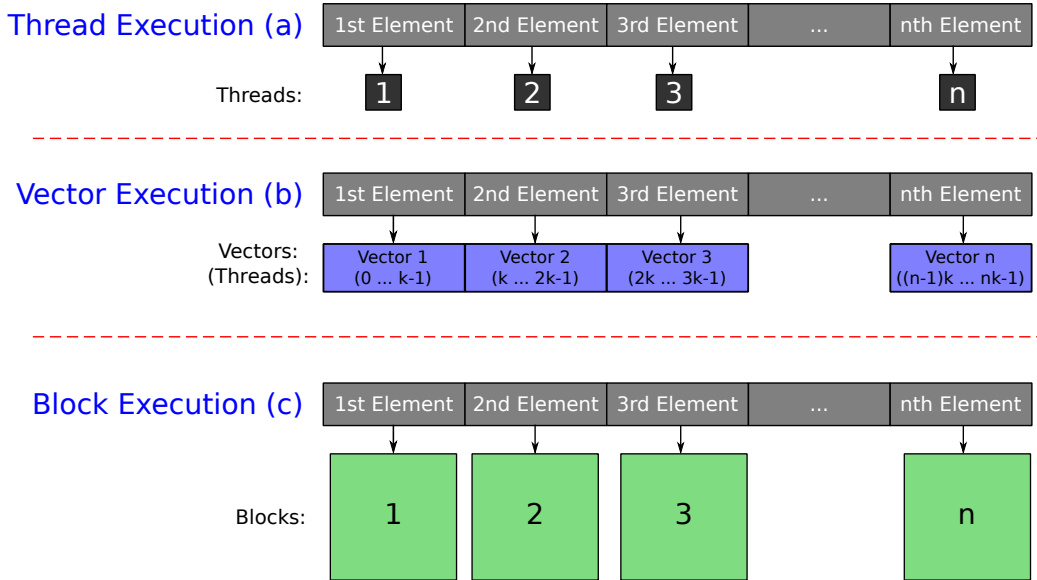 Thread Execution (a)
1st Element 2nd Element 3rd Element ... nth Element
Threads: 1 2 3 n
Vector Execution (b)
1st Element 2nd Element 3rd Element ... nth Element
Vectors:
(Threads):
Vector 1
(0 ... k-1)
Vector 2
(k ... 2k-1)
Vector 3
(2k ... 3k-1)
Vector n
((n-1)k ... nk-1)
Block Execution (c)
1st Element 2nd Element 3rd Element ... nth Element
Blocks: 1 2 3 n